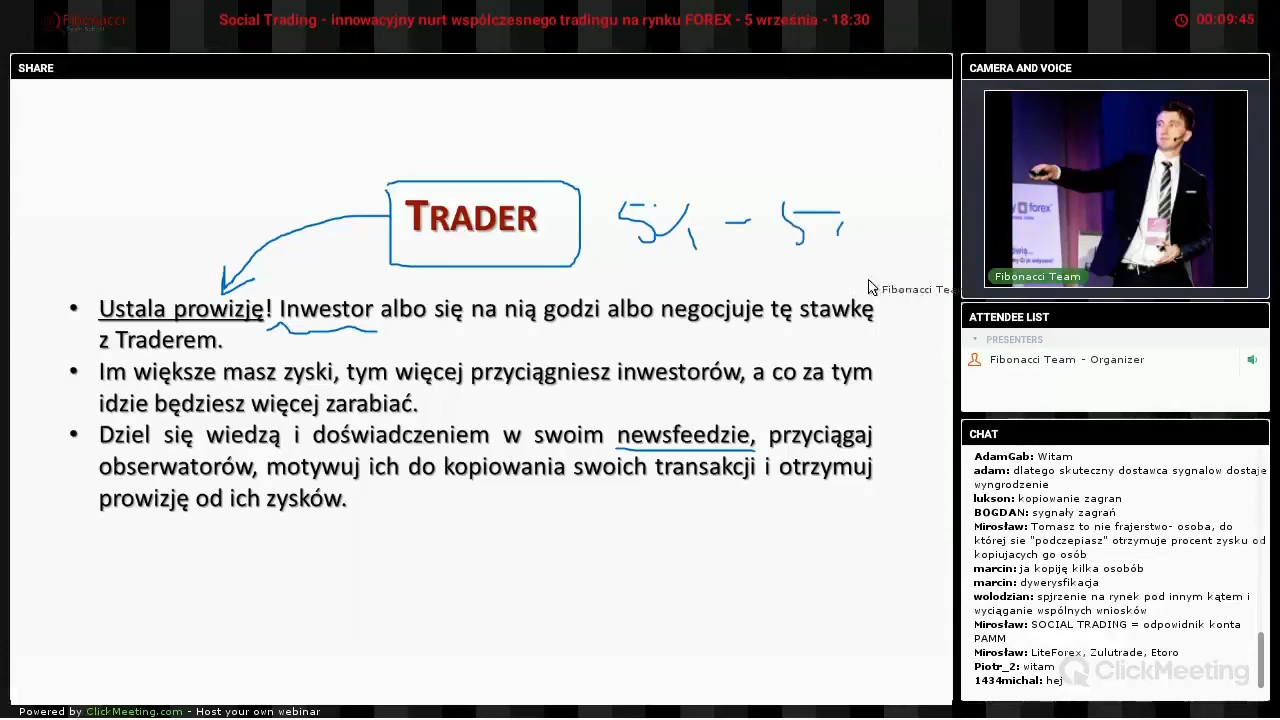 Fibonacci
Team School
Social Trading - innowacyjny nurt współczesnego tradingu na rynku FOREX - 5 września - 18:30
00:09:45
SHARE
TRADER
• Ustala prowizję! Inwestor albo się na nią godzi albo negocjuje tę stawkę
z Traderem.
• Im większe masz zyski, tym więcej przyciągniesz inwestorów, a co za tym
idzie będziesz więcej zarabiać.
• Dziel się wiedzą i doświadczeniem w swoim newsfeedzie, przyciągaj
obserwatorów, motywuj ich do kopiowania swoich transakcji i otrzymuj
prowizję od ich zysków.
Fibonacci Tea
CAMERA AND VOICE
forex
Fibonacci Team
ATTENDEE LIST
PRESENTERS
Fibonacci Team - Organizer
CHAT
AdamGab: Witam
adam: dlatego skuteczny dostawca sygnalow dostaje
wyngrodzenie
lukson: kopiowanie zagran
BOGDAN: sygnały zagrań
Mirosław: Tomasz to nie frajerstwo- osoba, do
której sie "podczepiasz" otrzymuje procent zysku od
kopiujacych go osób
marcin: ja kopiję kilka osobób
marcin: dywerysfikacja
wolodzian: spjrzenie na rynek pod innym kątem i
wyciąganie wspólnych wniosków
Mirosław: SOCIAL TRADING = odpowidnik konta
PAMM
Mirosław: LiteForex, Zulutrade, Etoro
Piotr_2: witam
1434michal: hej
ClickMeeting
Powered by ClickMeeting.com - Host your own webinar